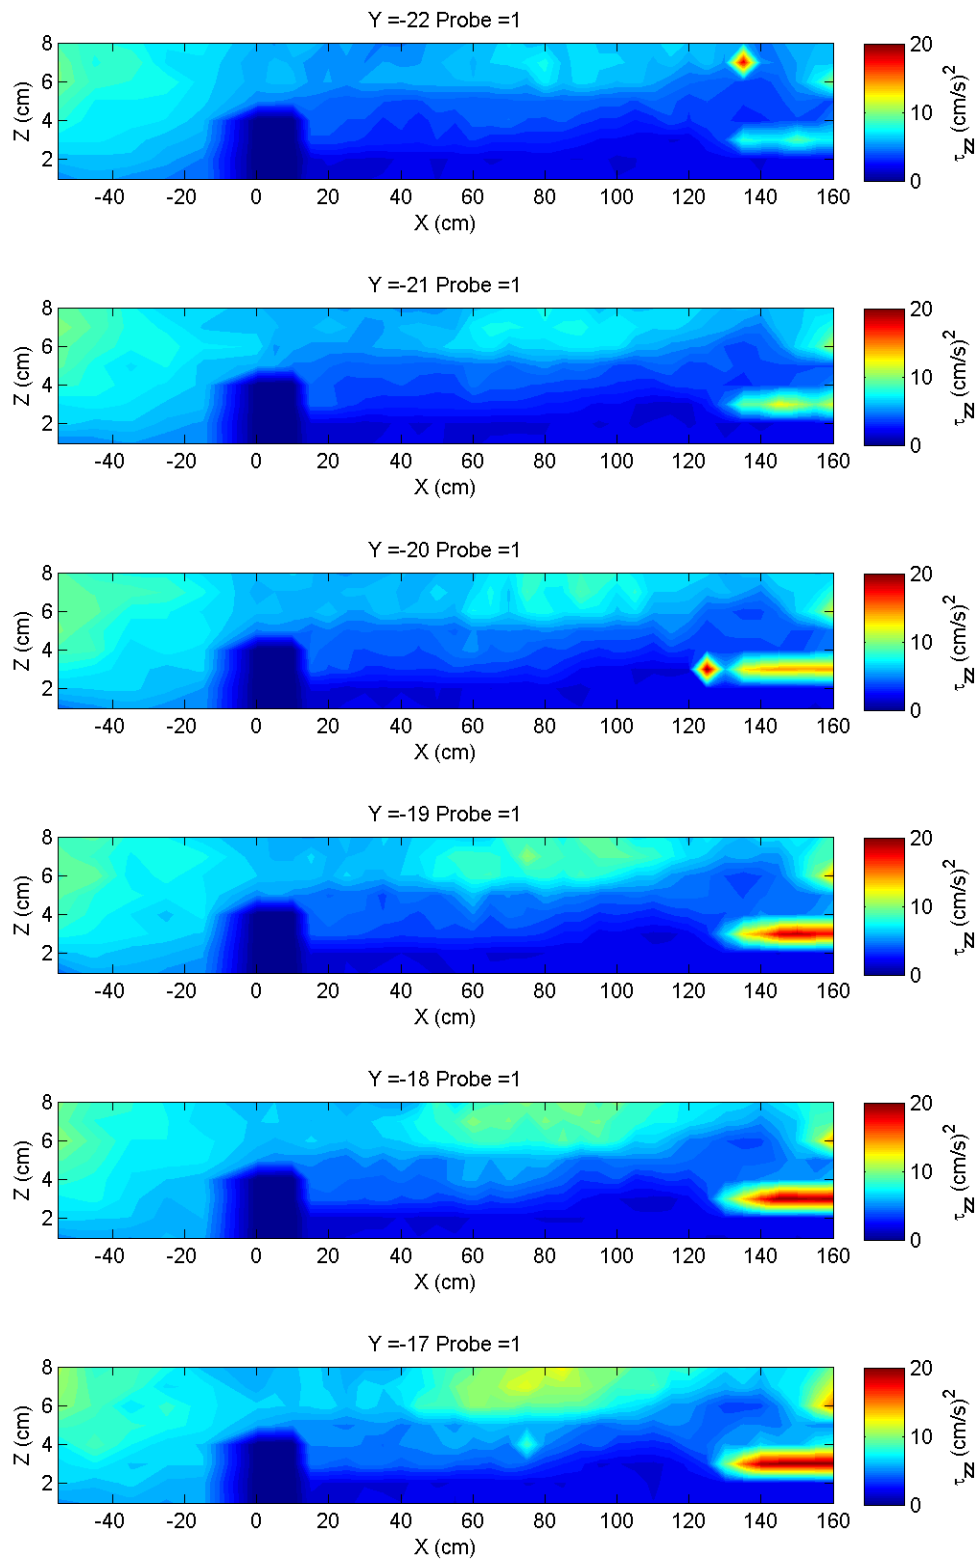 Y =-22 Probe =1
8
6
4
2
Z (cm)
-40 -20 0 20 40 60 80 100 120 140 160
X (cm)
20
10
0
τzz (cm/s)²
Y =-21 Probe =1
8
6
4
2
Z (cm)
-40 -20 0 20 40 60 80 100 120 140 160
X (cm)
20
10
0
τzz (cm/s)²
Y =-20 Probe =1
8
6
4
2
Z (cm)
-40 -20 0 20 40 60 80 100 120 140 160
X (cm)
20
10
0
τzz (cm/s)²
Y =-19 Probe =1
8
6
4
2
Z (cm)
-40 -20 0 20 40 60 80 100 120 140 160
X (cm)
20
10
0
τzz (cm/s)²
Y =-18 Probe =1
8
6
4
2
Z (cm)
-40 -20 0 20 40 60 80 100 120 140 160
X (cm)
20
10
0
τzz (cm/s)²
Y =-17 Probe =1
8
6
4
2
Z (cm)
-40 -20 0 20 40 60 80 100 120 140 160
X (cm)
20
10
0
τzz (cm/s)²